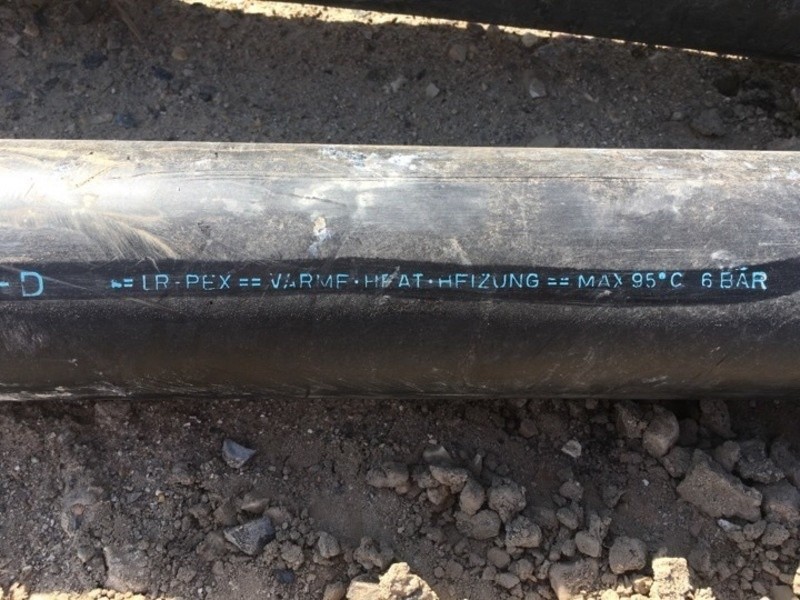 -D == LR-PEX == VARME·HEAT·HEIZUNG == MAX 95°C 6 BAR